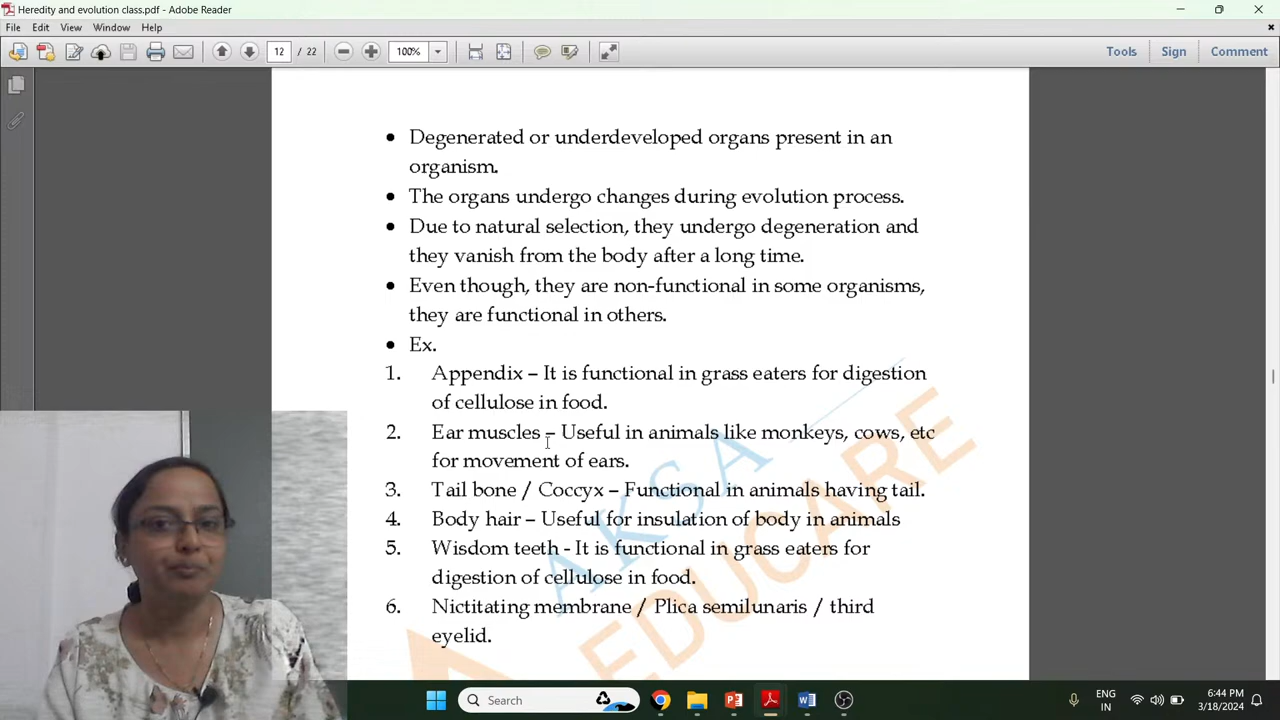 Heredity and evolution class.pdf - Adobe Reader
File Edit View Window Help
12 / 22 100% Tools Sign Comment
• Degenerated or underdeveloped organs present in an
organism.
• The organs undergo changes during evolution process.
• Due to natural selection, they undergo degeneration and
they vanish from the body after a long time.
• Even though, they are non-functional in some organisms,
they are functional in others.
• Ex.
1. Appendix – It is functional in grass eaters for digestion
of cellulose in food.
2. Ear muscles – Useful in animals like monkeys, cows, etc
for movement of ears.
3. Tail bone / Coccyx – Functional in animals having tail.
4. Body hair – Useful for insulation of body in animals
5. Wisdom teeth - It is functional in grass eaters for
digestion of cellulose in food.
6. Nictitating membrane / Plica semilunaris / third
eyelid.
AKSA
EDUCARE
Search
ENG
IN
6:44 PM
3/18/2024